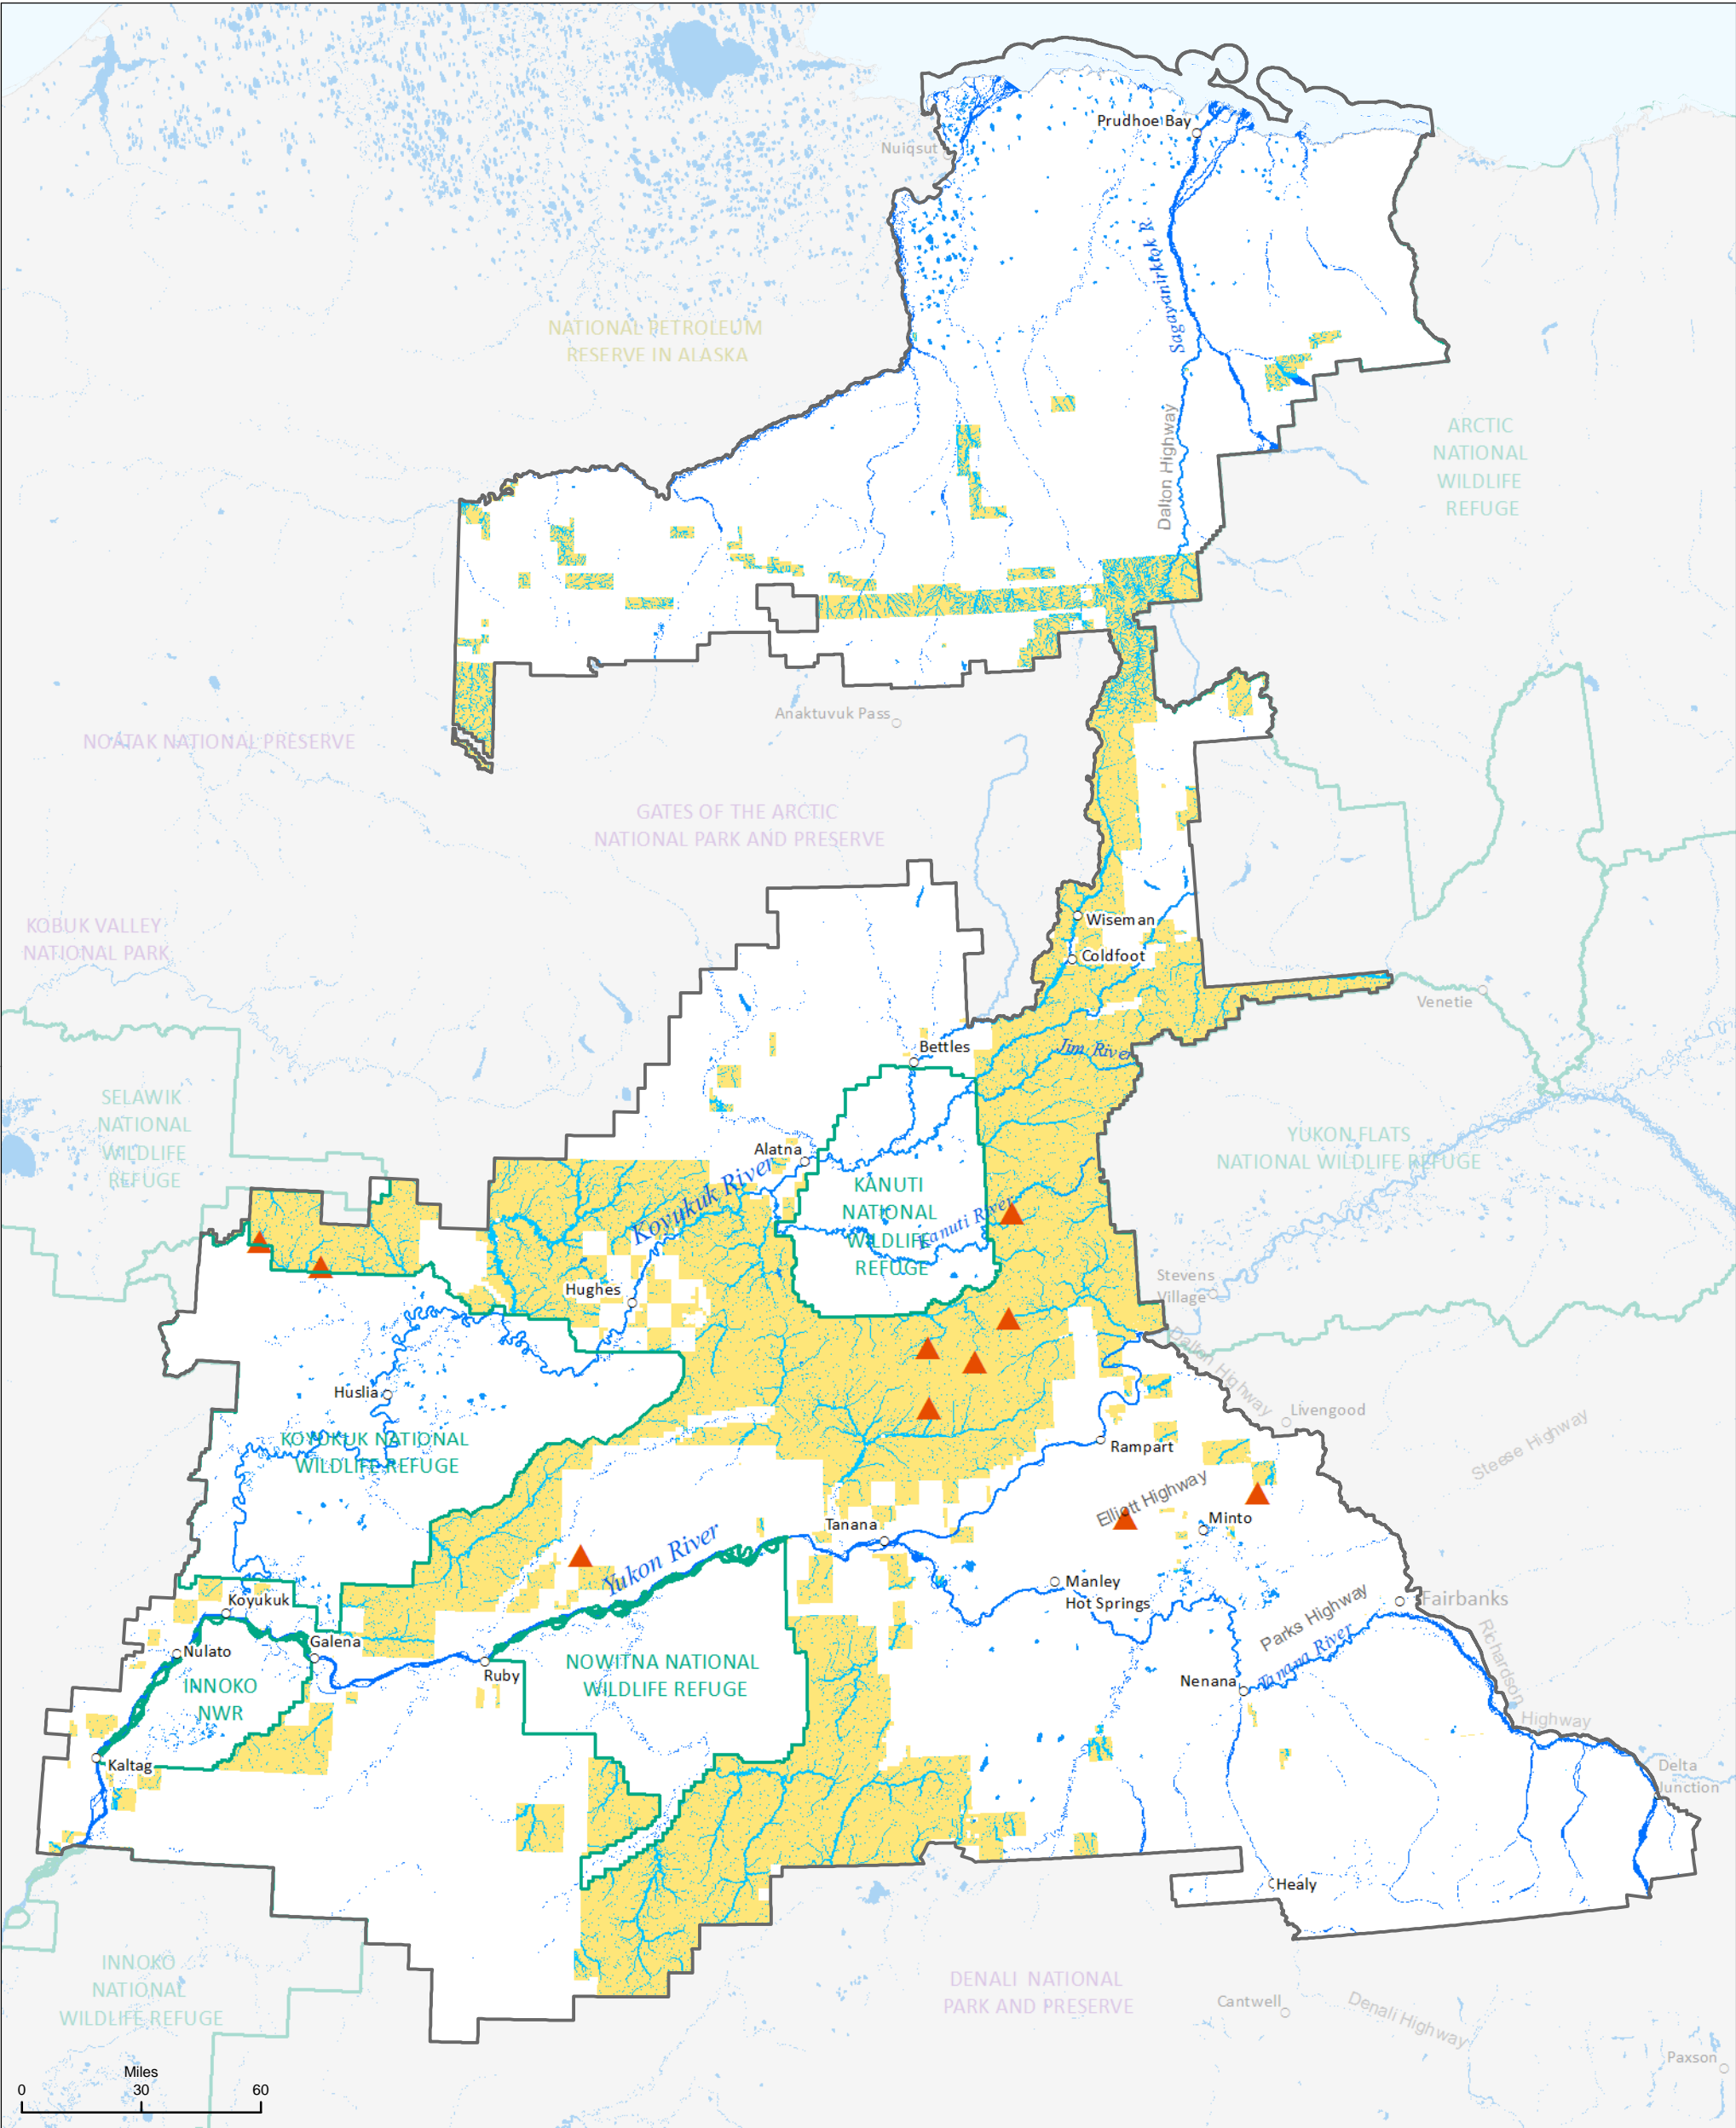 Prudhoe Bay
Nuiqsut
Sagavanirktok R.
NATIONAL PETROLEUM
RESERVE IN ALASKA
Dalton Highway
ARCTIC
NATIONAL
WILDLIFE
REFUGE
Anaktuvuk Pass
NOATAK NATIONAL PRESERVE
GATES OF THE ARCTIC
NATIONAL PARK AND PRESERVE
KOBUK VALLEY
NATIONAL PARK
Wiseman
Coldfoot
Venetie
Bettles
Jim River
SELAWIK
NATIONAL
WILDLIFE
REFUGE
Alatna
YUKON FLATS
NATIONAL WILDLIFE REFUGE
Koyukuk River
KANUTI
NATIONAL
WILDLIFE
REFUGE
Kanuti River
Hughes
Stevens
Village
Dalton Highway
Huslia
Livengood
KOYUKUK NATIONAL
WILDLIFE REFUGE
Rampart
Steese Highway
Elliott Highway
Minto
Tanana
Yukon River
Manley
Hot Springs
Koyukuk
Parks Highway
Fairbanks
Nulato
Galena
Ruby
NOWITNA NATIONAL
WILDLIFE REFUGE
Tanana River
Richardson
Highway
Nenana
INNOKO
NWR
Kaltag
Delta
Junction
Healy
INNOKO
NATIONAL
WILDLIFE REFUGE
DENALI NATIONAL
PARK AND PRESERVE
Cantwell
Denali Highway
Paxson
Miles
0 30 60